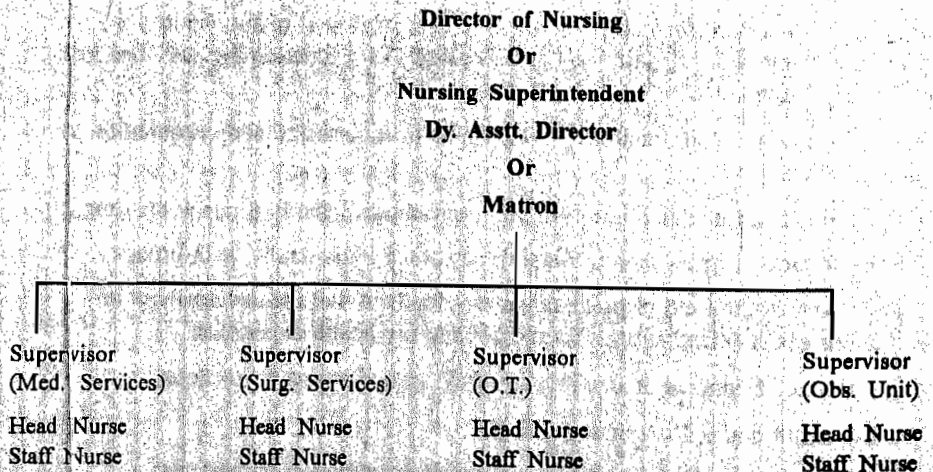 Director of Nursing
Or
Nursing Superintendent
Dy. Asstt. Director
Or
Matron
Supervisor
(Med. Services)
Head Nurse
Staff Nurse
Supervisor
(Surg. Services)
Head Nurse
Staff Nurse
Supervisor
(O.T.)
Head Nurse
Staff Nurse
Supervisor
(Obs. Unit)
Head Nurse
Staff Nurse